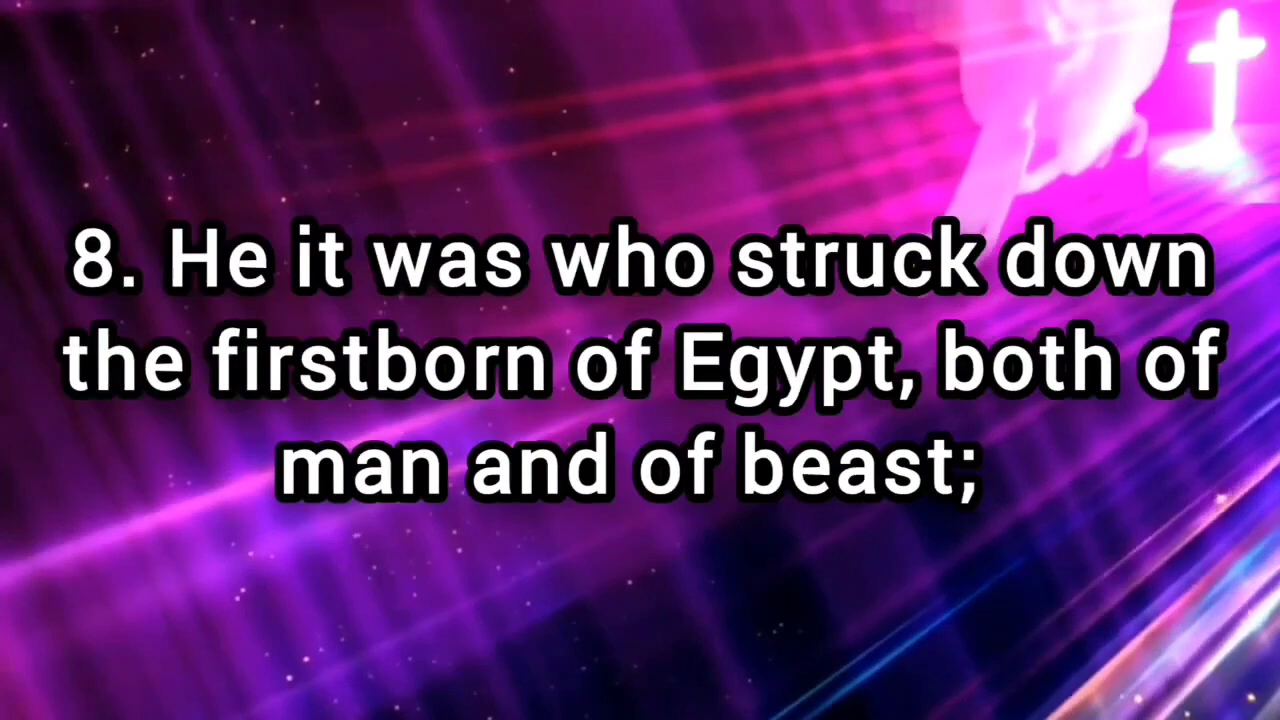 8. He it was who struck down
the firstborn of Egypt, both of
man and of beast;